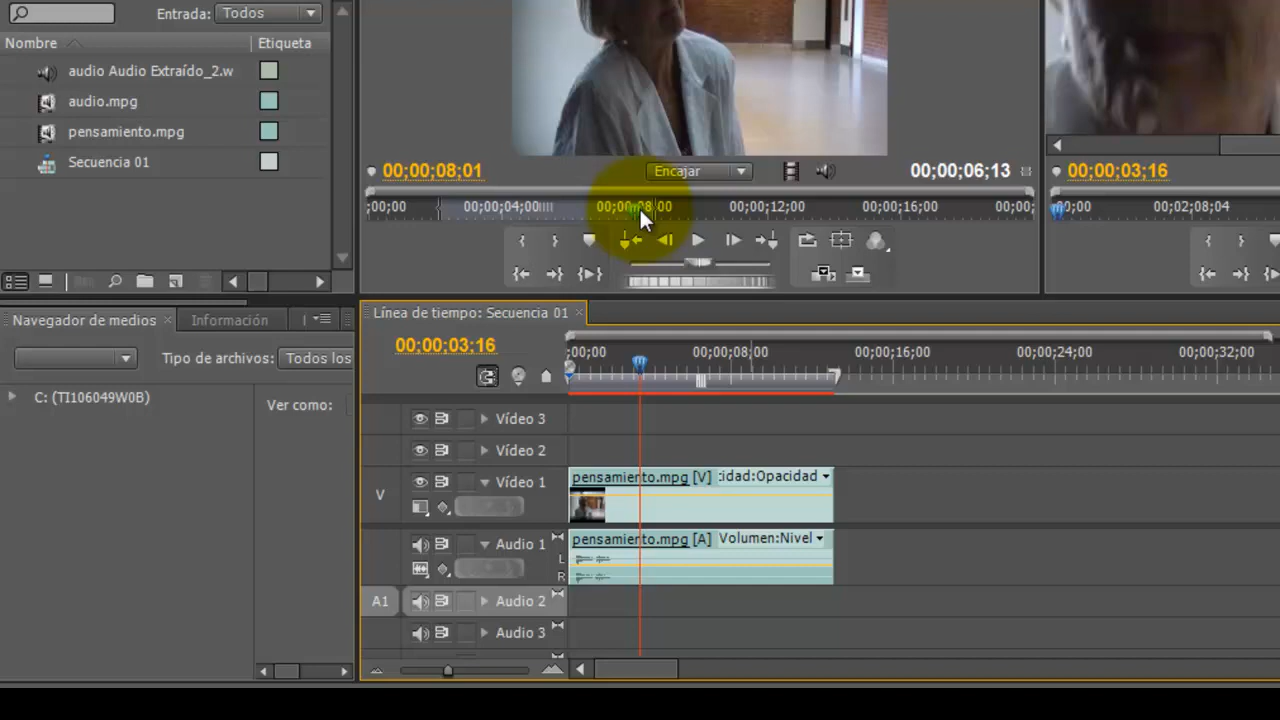 Entrada: Todos
Nombre Etiqueta
audio Audio Extraído_2.w
audio.mpg
pensamiento.mpg
Secuencia 01
00;00;08;01 Encajar 00;00;06;13
;00;00 00;00;04;00 00;00;08;00 00;00;12;00 00;00;16;00 00;00;
00;00;03;16
;00;00 00;02;08;04
Navegador de medios Información
Tipo de archivos: Todos los
C: (TI106049W0B)
Ver como:
Línea de tiempo: Secuencia 01
00;00;03;16
;00;00 00;00;08;00 00;00;16;00 00;00;24;00 00;00;32;00
Vídeo 3
Vídeo 2
V Vídeo 1 pensamiento.mpg [V] :idad:Opacidad
Audio 1 pensamiento.mpg [A] Volumen:Nivel
L
R
A1 Audio 2
Audio 3